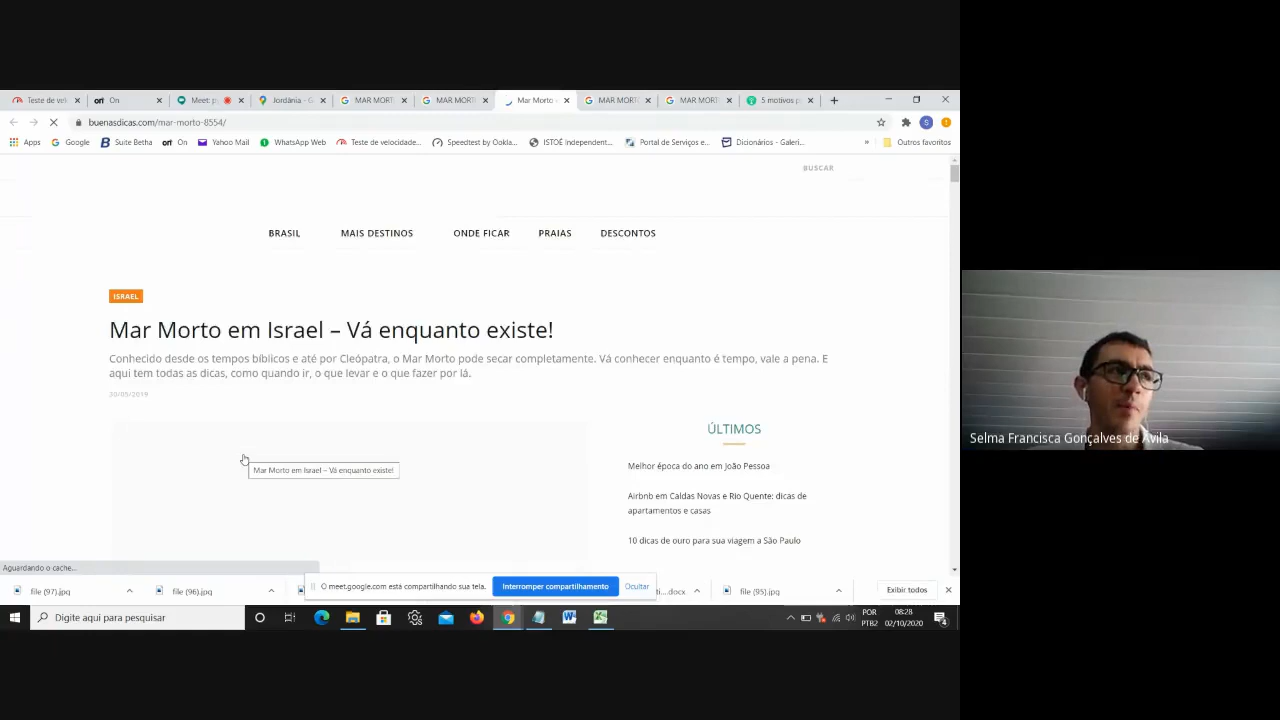 Teste de vel
On
Meet: p
Jordânia - G
MAR MORT
MAR MORT
Mar Morto e
MAR MORTO
MAR MORT
5 motivos p
buenasdicas.com/mar-morto-8554/
S
Apps
Google
Suite Betha
ort On
Yahoo Mail
WhatsApp Web
Teste de velocidade...
Speedtest by Ookla...
ISTOÉ Independent...
Portal de Serviços e...
Dicionários - Galeri...
»
Outros favoritos
BUSCAR
BRASIL
MAIS DESTINOS
ONDE FICAR
PRAIAS
DESCONTOS
ISRAEL
Mar Morto em Israel – Vá enquanto existe!
Conhecido desde os tempos bíblicos e até por Cleópatra, o Mar Morto pode secar completamente. Vá conhecer enquanto é tempo, vale a pena. E
aqui tem todas as dicas, como quando ir, o que levar e o que fazer por lá.
30/05/2019
ÚLTIMOS
Mar Morto em Israel – Vá enquanto existe!
Melhor época do ano em João Pessoa
Airbnb em Caldas Novas e Rio Quente: dicas de
apartamentos e casas
10 dicas de ouro para sua viagem a São Paulo
Selma Francisca Gonçalves de Avila
Aguardando o cache...
file (97).jpg
file (96).jpg
O meet.google.com está compartilhando sua tela.
Interromper compartilhamento
Ocultar
ti....docx
file (95).jpg
Exibir todos
Digite aqui para pesquisar
POR
PTB2
08:28
02/10/2020
4